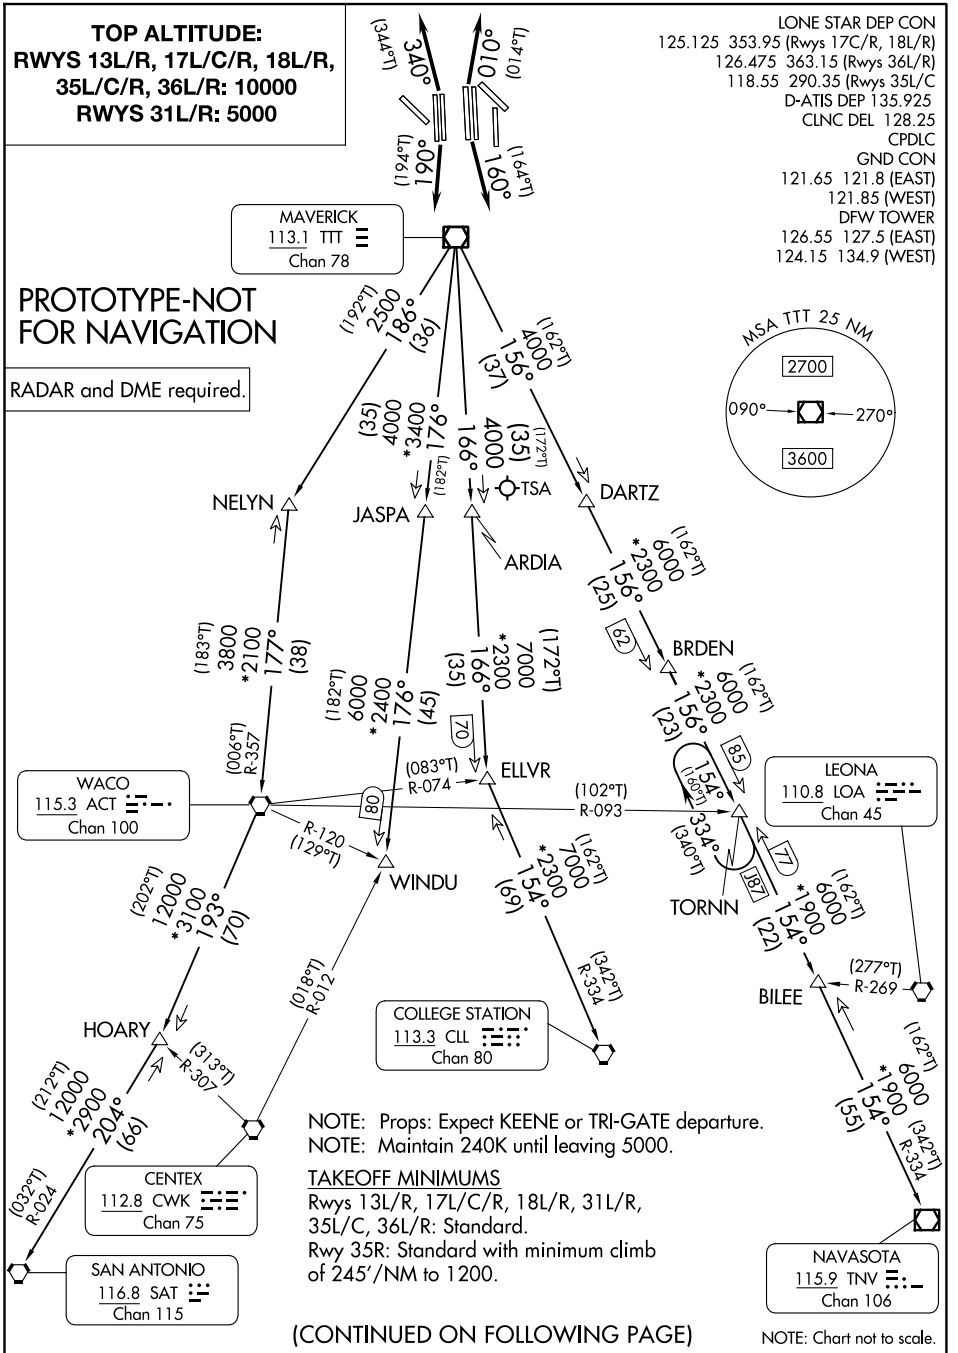 TOP ALTITUDE:
RWYS 13L/R, 17L/C/R, 18L/R,
35L/C/R, 36L/R: 10000
RWYS 31L/R: 5000
(344°T)
340°
010°
(014°T)
(194°T)
190°
160°
(164°T)
LONE STAR DEP CON
125.125 353.95 (Rwys 17C/R, 18L/R)
126.475 363.15 (Rwys 36L/R)
118.55 290.35 (Rwys 35L/C
D-ATIS DEP 135.925
CLNC DEL 128.25
CPDLC
GND CON
121.65 121.8 (EAST)
121.85 (WEST)
DFW TOWER
126.55 127.5 (EAST)
124.15 134.9 (WEST)
MAVERICK
113.1 TTT
Chan 78
PROTOTYPE-NOT
FOR NAVIGATION
RADAR and DME required.
(192°T)
2500
186°
(36)
(35)
4000
*3400
176°
(182°T)
166°
4000
(35)
(172°T)
(162°T)
4000
156°
(37)
MSA TTT 25 NM
2700
090°
270°
3600
NELYN
JASPA
TSA
ARDIA
DARTZ
(183°T)
3800
*2100
177°
(38)
(182°T)
6000
*2400
176°
(45)
(172°T)
7000
*2300
166°
(35)
(162°T)
6000
*2300
156°
(25)
62
BRDEN
(162°T)
6000
*2300
156°
(23)
(006°T)
R-357
WACO
115.3 ACT
Chan 100
(083°T)
R-074
70
ELLVR
(102°T)
R-093
R-120
(129°T)
80
WINDU
154°
(160°T)
334°
(340°T)
85
77
J87
TORNN
LEONA
110.8 LOA
Chan 45
(202°T)
12000
*3100
193°
(70)
(162°T)
7000
*2300
154°
(69)
(162°T)
6000
*1900
154°
(22)
(018°T)
R-012
(342°T)
R-334
BILEE
(277°T)
R-269
HOARY
(313°T)
R-307
COLLEGE STATION
113.3 CLL
Chan 80
(212°T)
12000
*2900
204°
(66)
(162°T)
6000
*1900
154°
(55)
(342°T)
R-334
(032°T)
R-024
CENTEX
112.8 CWK
Chan 75
SAN ANTONIO
116.8 SAT
Chan 115
NOTE: Props: Expect KEENE or TRI-GATE departure.
NOTE: Maintain 240K until leaving 5000.
TAKEOFF MINIMUMS
Rwys 13L/R, 17L/C/R, 18L/R, 31L/R,
35L/C, 36L/R: Standard.
Rwy 35R: Standard with minimum climb
of 245'/NM to 1200.
NAVASOTA
115.9 TNV
Chan 106
(CONTINUED ON FOLLOWING PAGE)
NOTE: Chart not to scale.